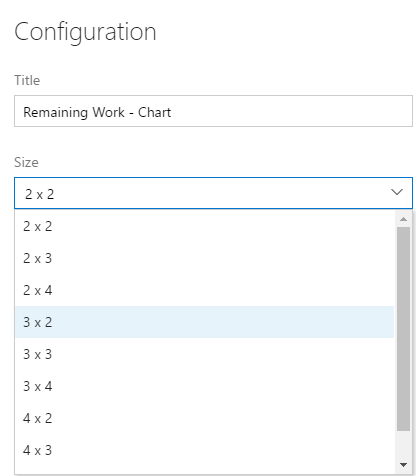 Configuration
Title
Remaining Work - Chart
Size
2 x 2
2 x 2
2 x 3
2 x 4
3 x 2
3 x 3
3 x 4
4 x 2
4 x 3